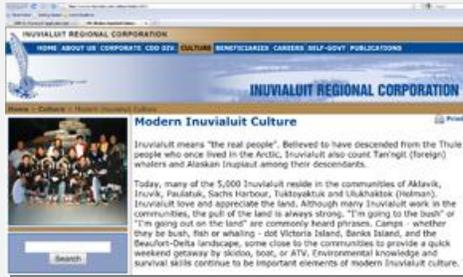 INUVIALUIT REGIONAL CORPORATION
HOME ABOUT US CORPORATE CDO DIV. CULTURE BENEFICIARIES CAREERS SELF-GOVT PUBLICATIONS
INUVIALUIT REGIONAL CORPORATION
Home > Culture > Modern Inuvialuit Culture
Modern Inuvialuit Culture
Print
Inuvialuit means "the real people". Believed to have descended from the Thule
people who once lived in the Arctic, Inuvialuit also count Tan'ngit (foreign)
whalers and Alaskan Inupiaut among their descendants.
Today, many of the 5,000 Inuvialuit reside in the communities of Aklavik,
Inuvik, Paulatuk, Sachs Harbour, Tuktoyaktuk and Ulukhaktok (Holman).
Inuvialuit love and appreciate the land. Although many Inuvialuit work in the
communities, the pull of the land is always strong. "I'm going to the bush" or
"I'm going out on the land" are commonly heard phrases. Camps - whether
they be bush, fish or whaling - dot Victoria Island, Banks Island, and the
Beaufort-Delta landscape, some close to the communities to provide a quick
weekend getaway by skidoo, boat, or ATV. Environmental knowledge and
survival skills continue to be important elements of modern Inuvialuit culture.
Search